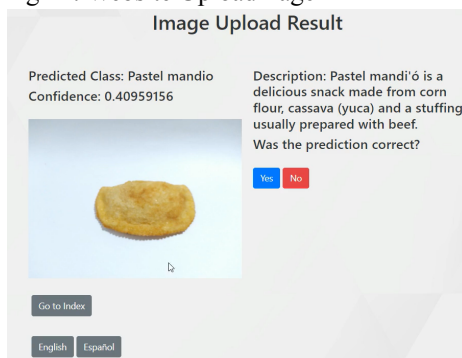 Image Upload Result
Predicted Class: Pastel mandio
Confidence: 0.40959156
Description: Pastel mandi'ó is a
delicious snack made from corn
flour, cassava (yuca) and a stuffing
usually prepared with beef.
Was the prediction correct?
Yes No
Go to Index
English Español